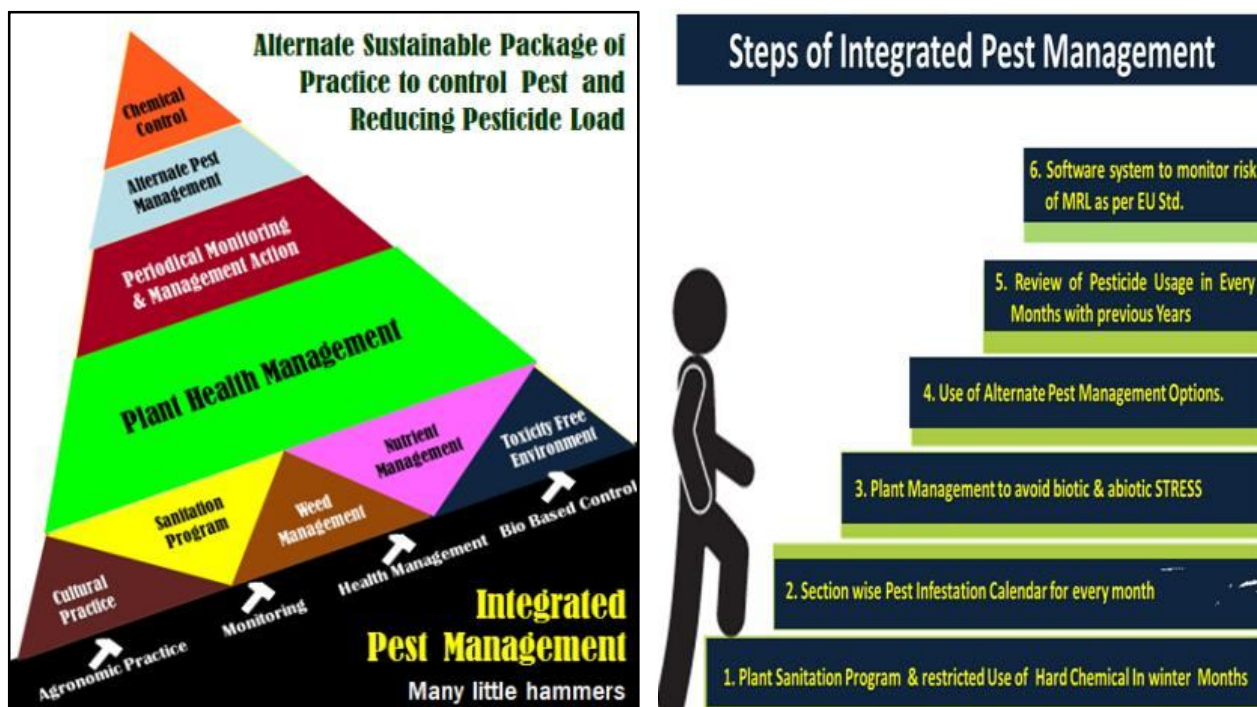 Alternate Sustainable Package of
Practice to control Pest and
Reducing Pesticide Load
Chemical
Control
Alternate Pest
Management
Periodical Monitoring
& Management Action
Plant Health Management
Sanitation
Program
Nutrient
Management
Toxicity Free
Environment
Cultural
Practice
Weed
Management
Agronomic Practice
Monitoring
Health Management
Bio Based Control
Integrated
Pest Management
Many little hammers
Steps of Integrated Pest Management
6. Software system to monitor risk
of MRL as per EU Std.
5. Review of Pesticide Usage in Every
Months with previous Years
4. Use of Alternate Pest Management Options.
3. Plant Management to avoid biotic & abiotic STRESS
2. Section wise Pest Infestation Calendar for every month
1. Plant Sanitation Program & restricted Use of Hard Chemical In winter Months